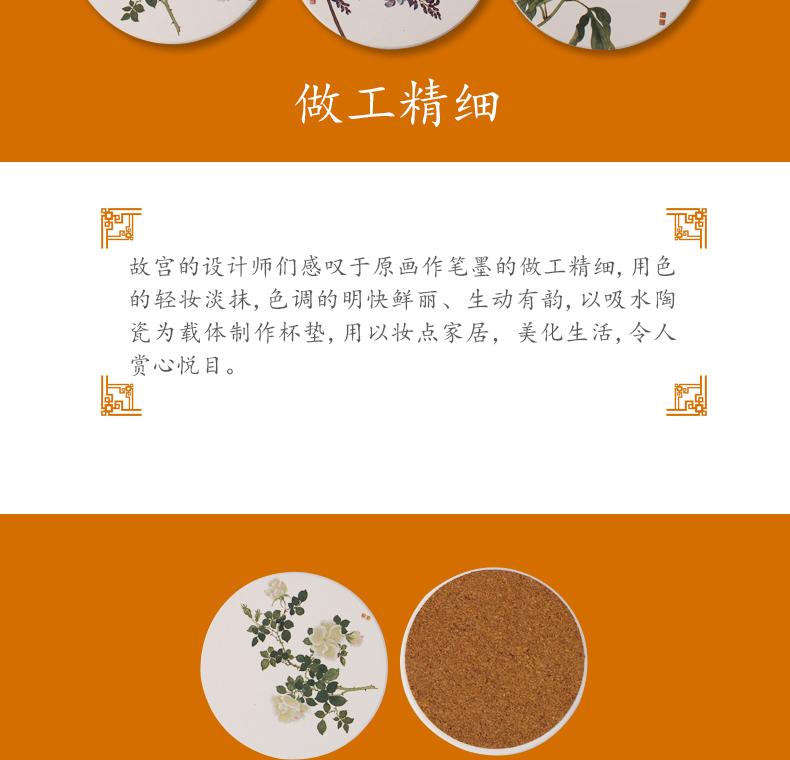 做工精细
故宫的设计师们感叹于原画作笔墨的做工精细,用色
的轻妆淡抹,色调的明快鲜丽、生动有韵,以吸水陶
瓷为载体制作杯垫,用以妆点家居，美化生活,令人
赏心悦目。